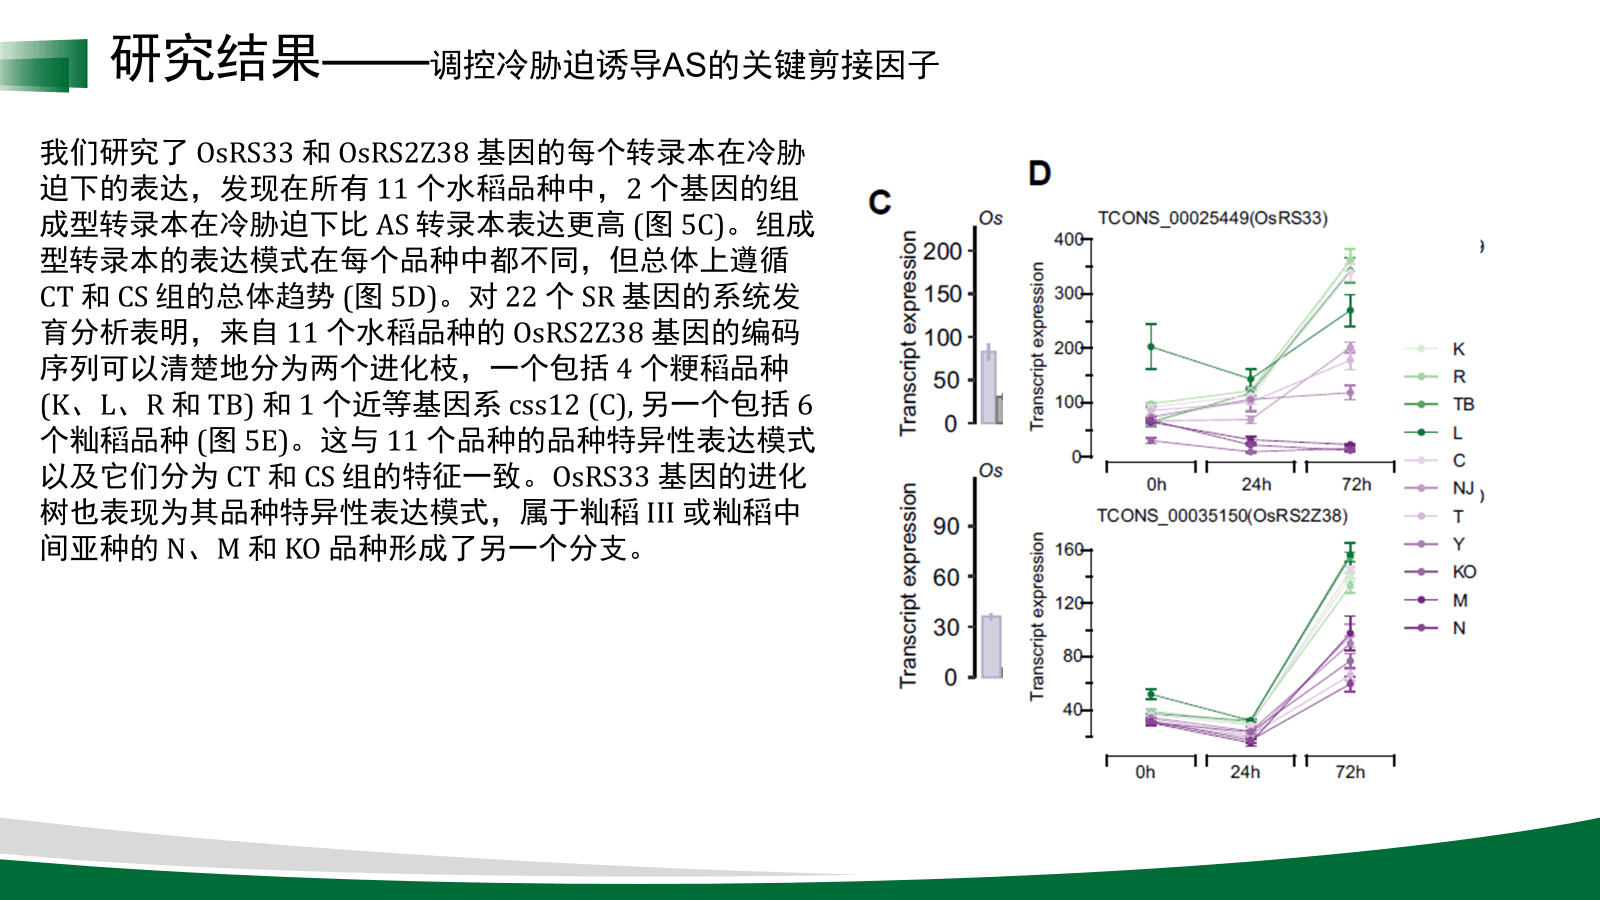 研究结果——调控冷胁迫诱导AS的关键剪接因子
我们研究了 OsRS33 和 OsRS2Z38 基因的每个转录本在冷胁
迫下的表达，发现在所有 11 个水稻品种中，2 个基因的组
成型转录本在冷胁迫下比 AS 转录本表达更高 (图 5C)。组成
型转录本的表达模式在每个品种中都不同，但总体上遵循
CT 和 CS 组的总体趋势 (图 5D)。对 22 个 SR 基因的系统发
育分析表明，来自 11 个水稻品种的 OsRS2Z38 基因的编码
序列可以清楚地分为两个进化枝，一个包括 4 个粳稻品种
(K、L、R 和 TB) 和 1 个近等基因系 css12 (C), 另一个包括 6
个籼稻品种 (图 5E)。这与 11 个品种的品种特异性表达模式
以及它们分为 CT 和 CS 组的特征一致。OsRS33 基因的进化
树也表现为其品种特异性表达模式，属于籼稻 III 或籼稻中
间亚种的 N、M 和 KO 品种形成了另一个分支。
C
Os
Transcript expression
200
150
100
50
0
Os
Transcript expression
90
60
30
0
D
TCONS_00025449(OsRS33)
Transcript expression
400
300
200
100
0
0h 24h 72h
TCONS_00035150(OsRS2Z38)
Transcript expression
160
120
80
40
0h 24h 72h
K
R
TB
L
C
NJ
T
Y
KO
M
N